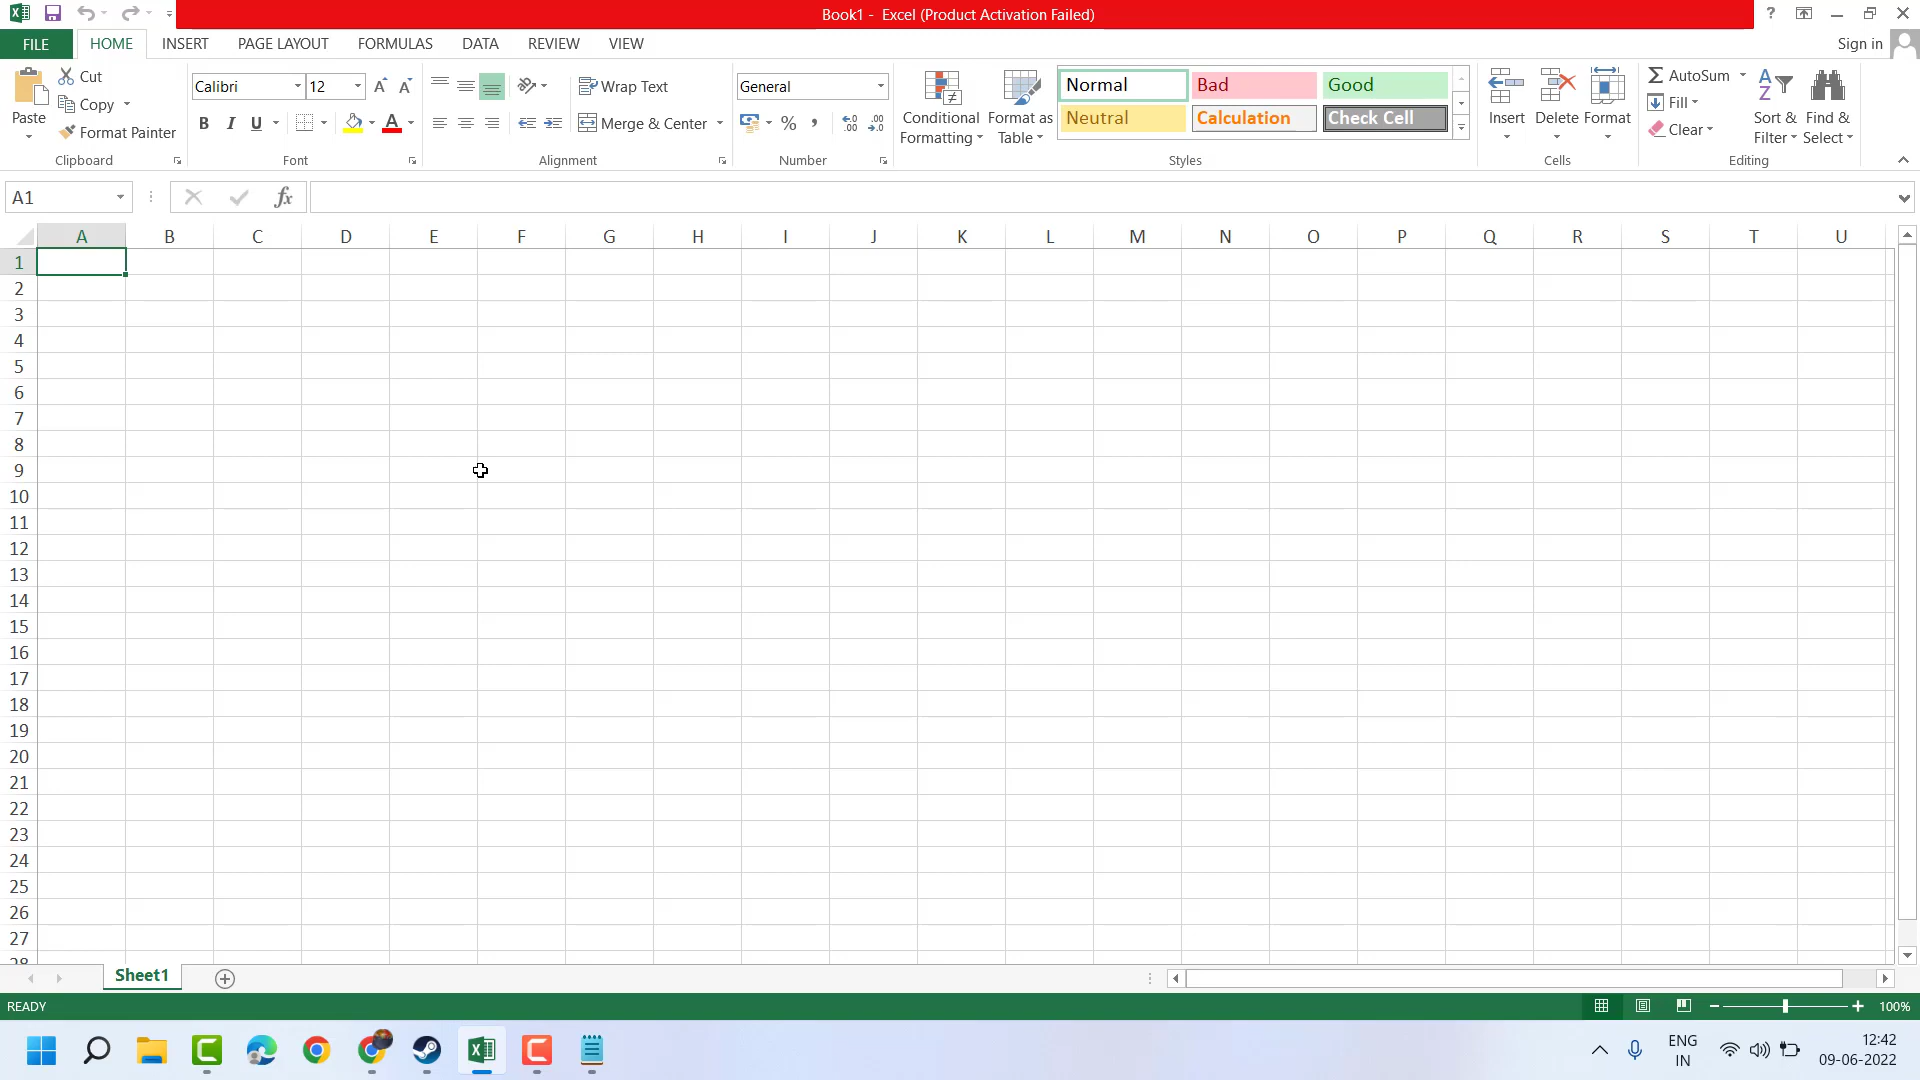 Book1 - Excel (Product Activation Failed)
?
FILE HOME INSERT PAGE LAYOUT FORMULAS DATA REVIEW VIEW Sign in
Paste
Cut
Copy
Format Painter
Clipboard
Calibri 12 A A
B I U A
Font
Wrap Text
Merge & Center
Alignment
General
% , .00 .00
Number
Conditional
Formatting
Format as
Table
Normal Bad Good
Neutral Calculation Check Cell
Styles
Insert Delete Format
Cells
AutoSum
Fill
Clear
Sort &
Filter
Find &
Select
Editing
A1 fx
A B C D E F G H I J K L M N O P Q R S T U
1
2
3
4
5
6
7
8
9
10
11
12
13
14
15
16
17
18
19
20
21
22
23
24
25
26
27
28
Sheet1
READY 100%
ENG
IN
12:42
09-06-2022